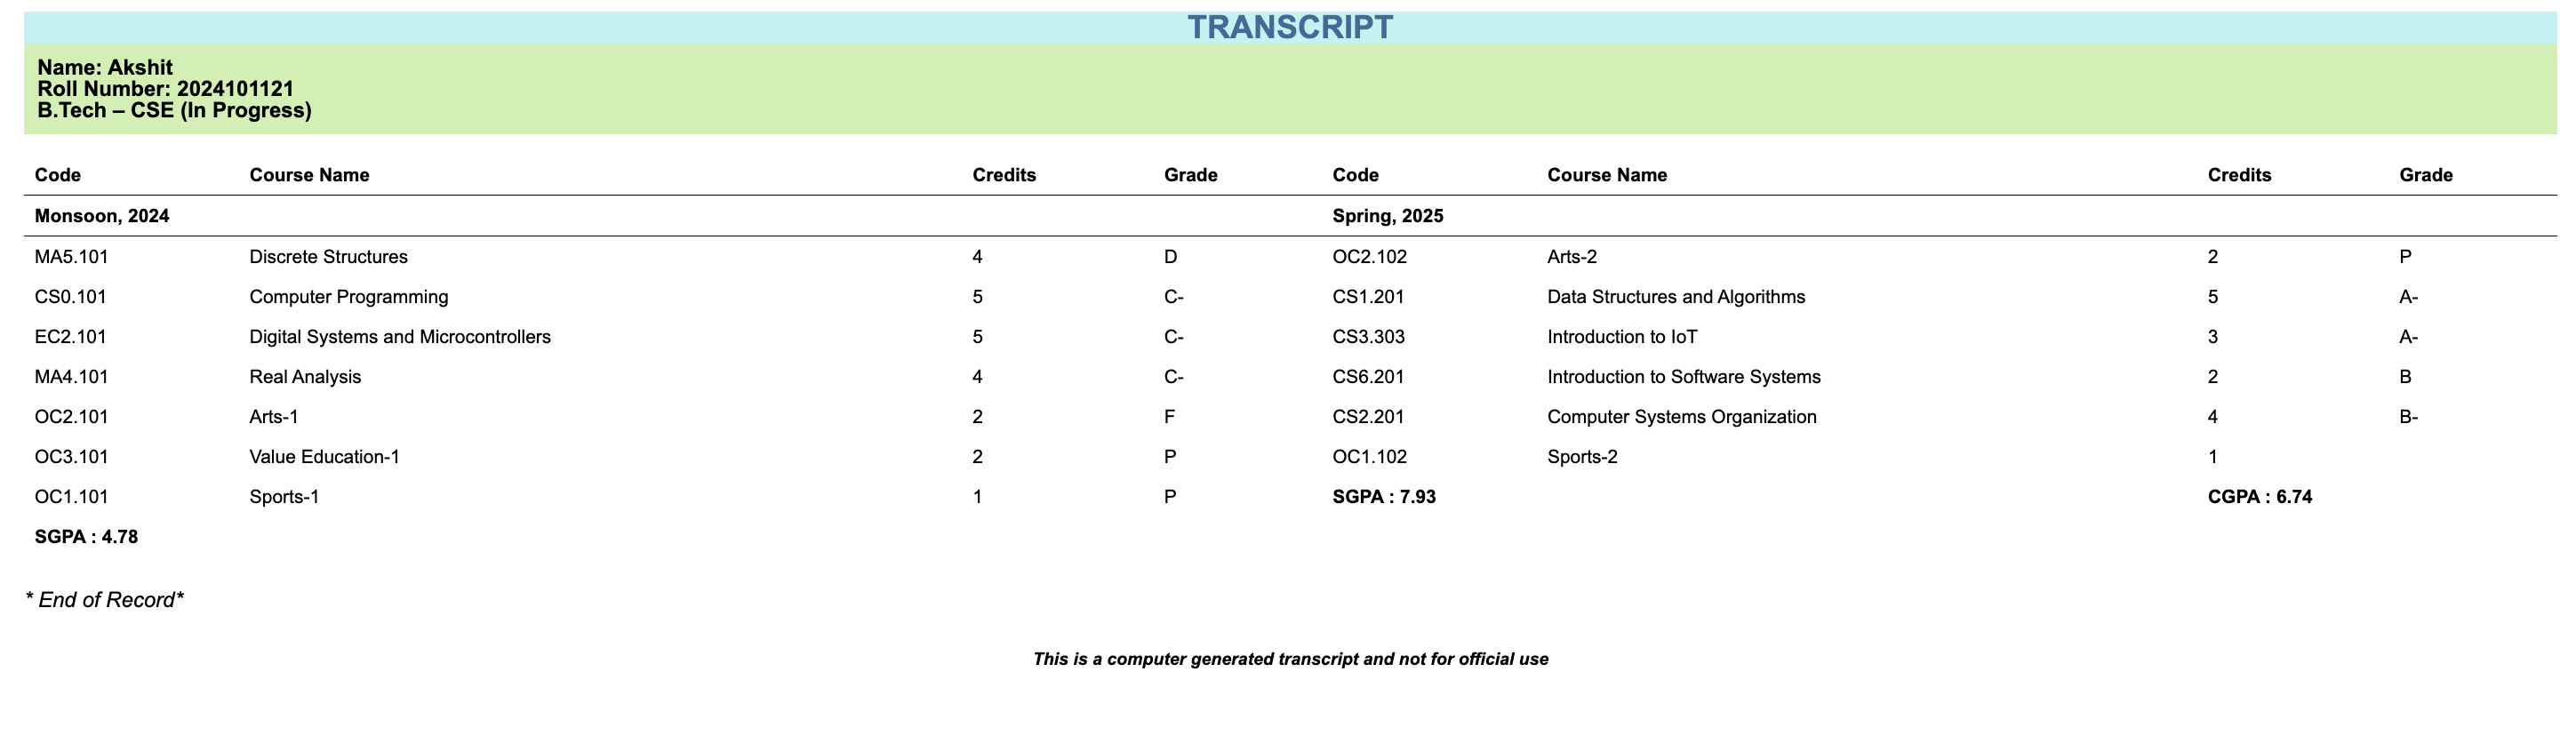 TRANSCRIPT
Name: Akshit
Roll Number: 2024101121
B.Tech – CSE (In Progress)
Code Course Name Credits Grade Code Course Name Credits Grade
Monsoon, 2024 Spring, 2025
MA5.101 Discrete Structures 4 D OC2.102 Arts-2 2 P
CS0.101 Computer Programming 5 C- CS1.201 Data Structures and Algorithms 5 A-
EC2.101 Digital Systems and Microcontrollers 5 C- CS3.303 Introduction to IoT 3 A-
MA4.101 Real Analysis 4 C- CS6.201 Introduction to Software Systems 2 B
OC2.101 Arts-1 2 F CS2.201 Computer Systems Organization 4 B-
OC3.101 Value Education-1 2 P OC1.102 Sports-2 1
OC1.101 Sports-1 1 P SGPA : 7.93 CGPA : 6.74
SGPA : 4.78
* End of Record*
This is a computer generated transcript and not for official use